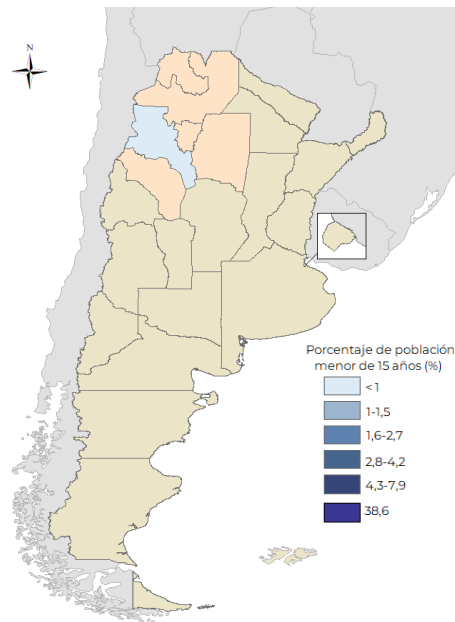 N
Porcentaje de población
menor de 15 años (%)
<1
1-1,5
1,6-2,7
2,8-4,2
4,3-7,9
38,6